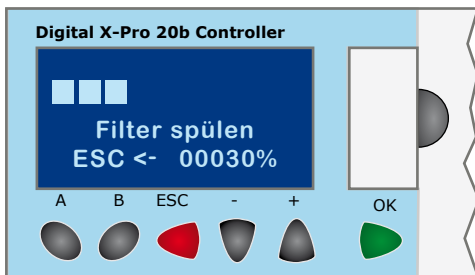 Digital X-Pro 20b Controller
Filter spülen
ESC <- 00030%
A B ESC - + OK